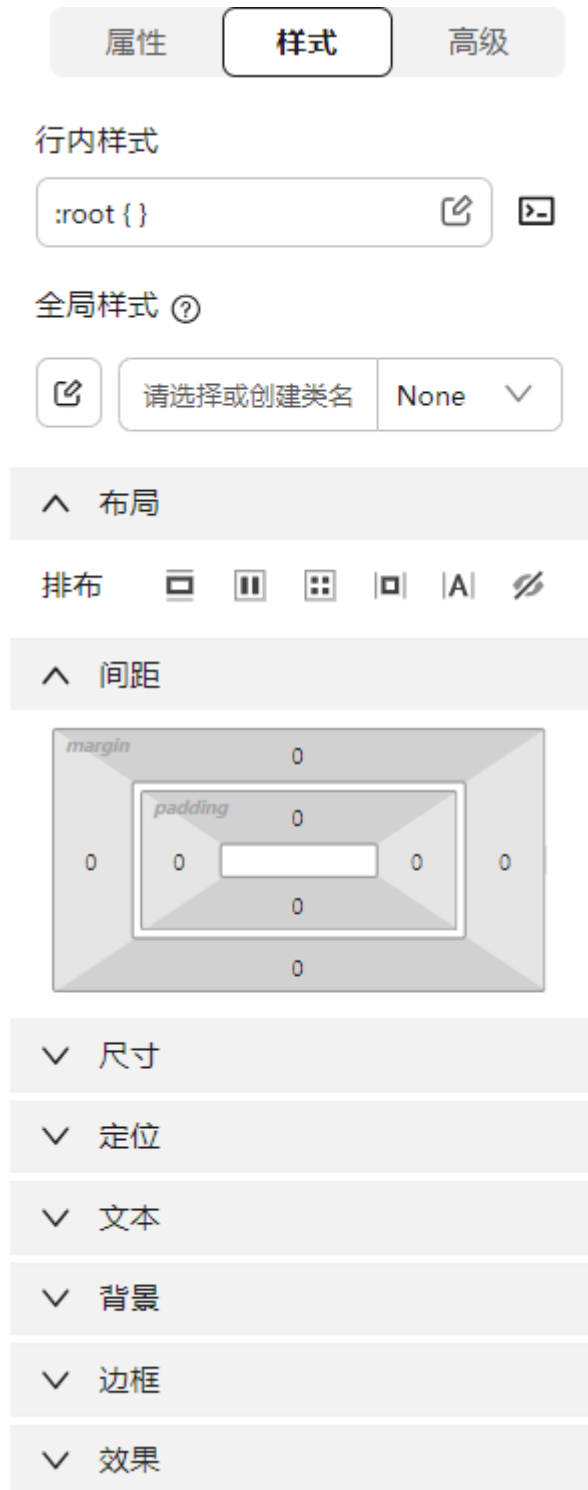 属性 样式 高级
行内样式
:root { }
全局样式 ?
请选择或创建类名 None
布局
排布 A
间距
margin
0
padding
0
0 0 0 0
0
0
尺寸
定位
文本
背景
边框
效果